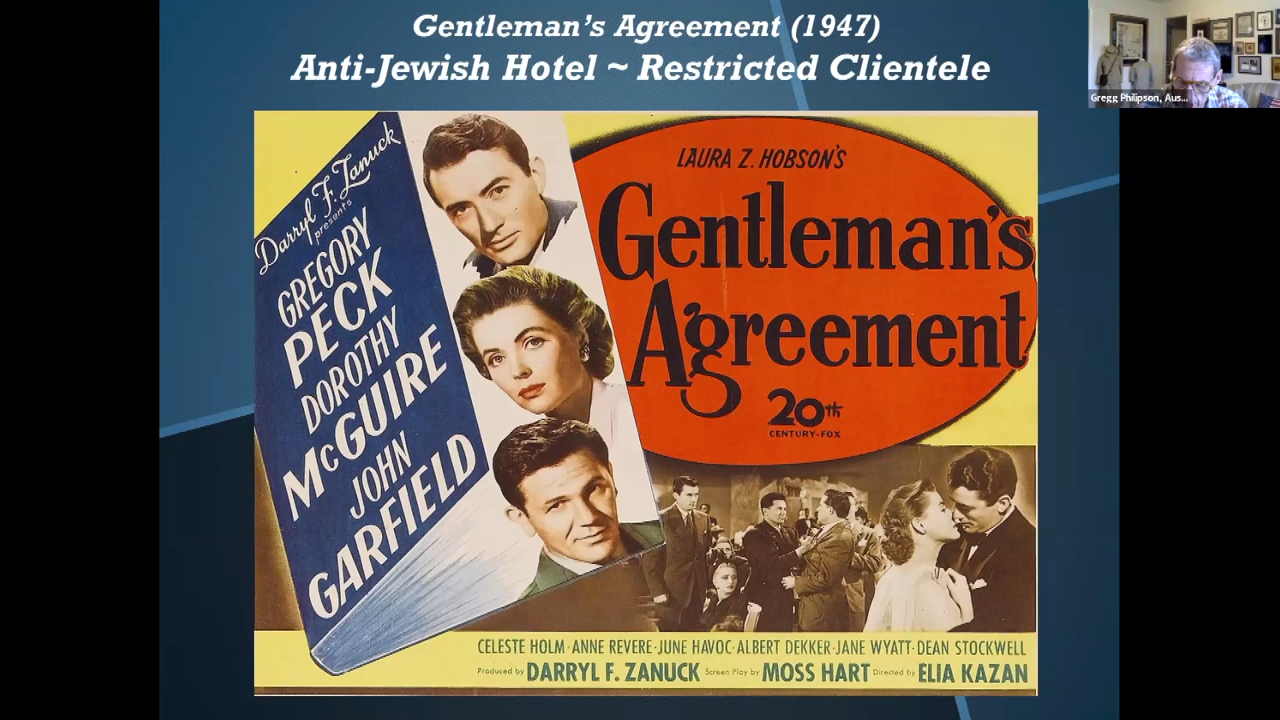 Gentleman's Agreement (1947)
Anti-Jewish Hotel ~ Restricted Clientele
Gregg Philipson, Aus...
Darryl F. Zanuck
presents
GREGORY
PECK
DOROTHY
McGUIRE
JOHN
GARFIELD
LAURA Z. HOBSON'S
Gentleman's
Agreement
20th
CENTURY-FOX
CELESTE HOLM · ANNE REVERE · JUNE HAVOC · ALBERT DEKKER · JANE WYATT · DEAN STOCKWELL
Produced by DARRYL F. ZANUCK Screen Play by MOSS HART Directed by ELIA KAZAN